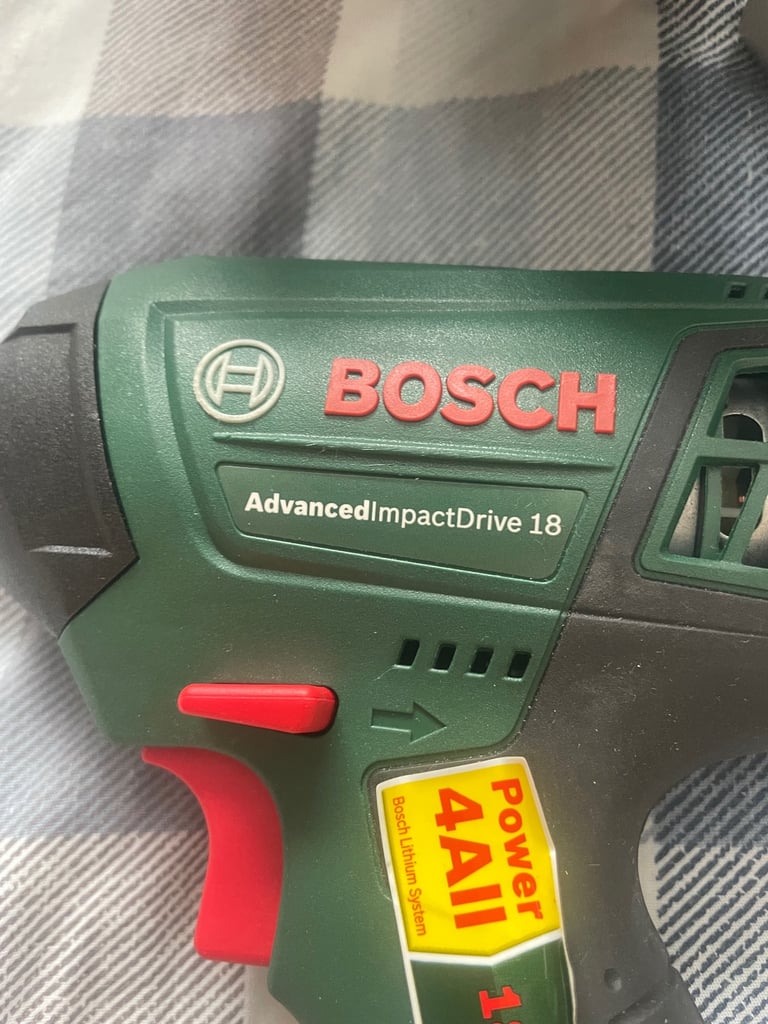 BOSCH
AdvancedImpactDrive 18
Power
4All
Bosch Lithium System